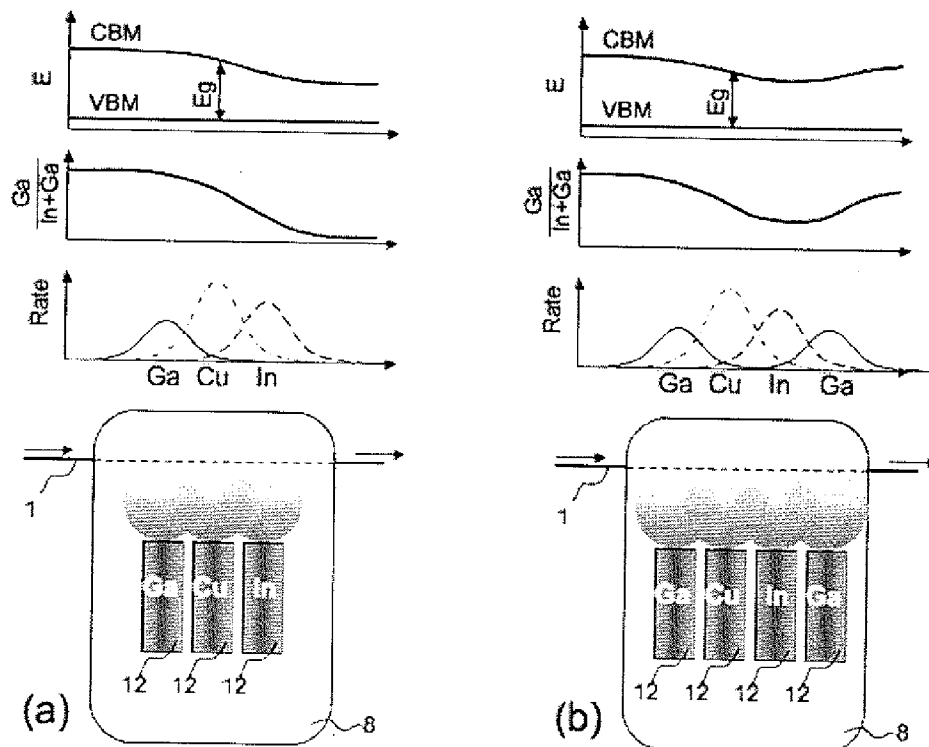 CBM
E
Eg
VBM
Ga
In+Ga
Rate
Ga Cu In
1
Ga Cu In
12 12 12
(a)
8
CBM
E
Eg
VBM
Ga
In+Ga
Rate
Ga Cu In Ga
1
Ga Cu In Ga
12 12 12 12
(b)
8